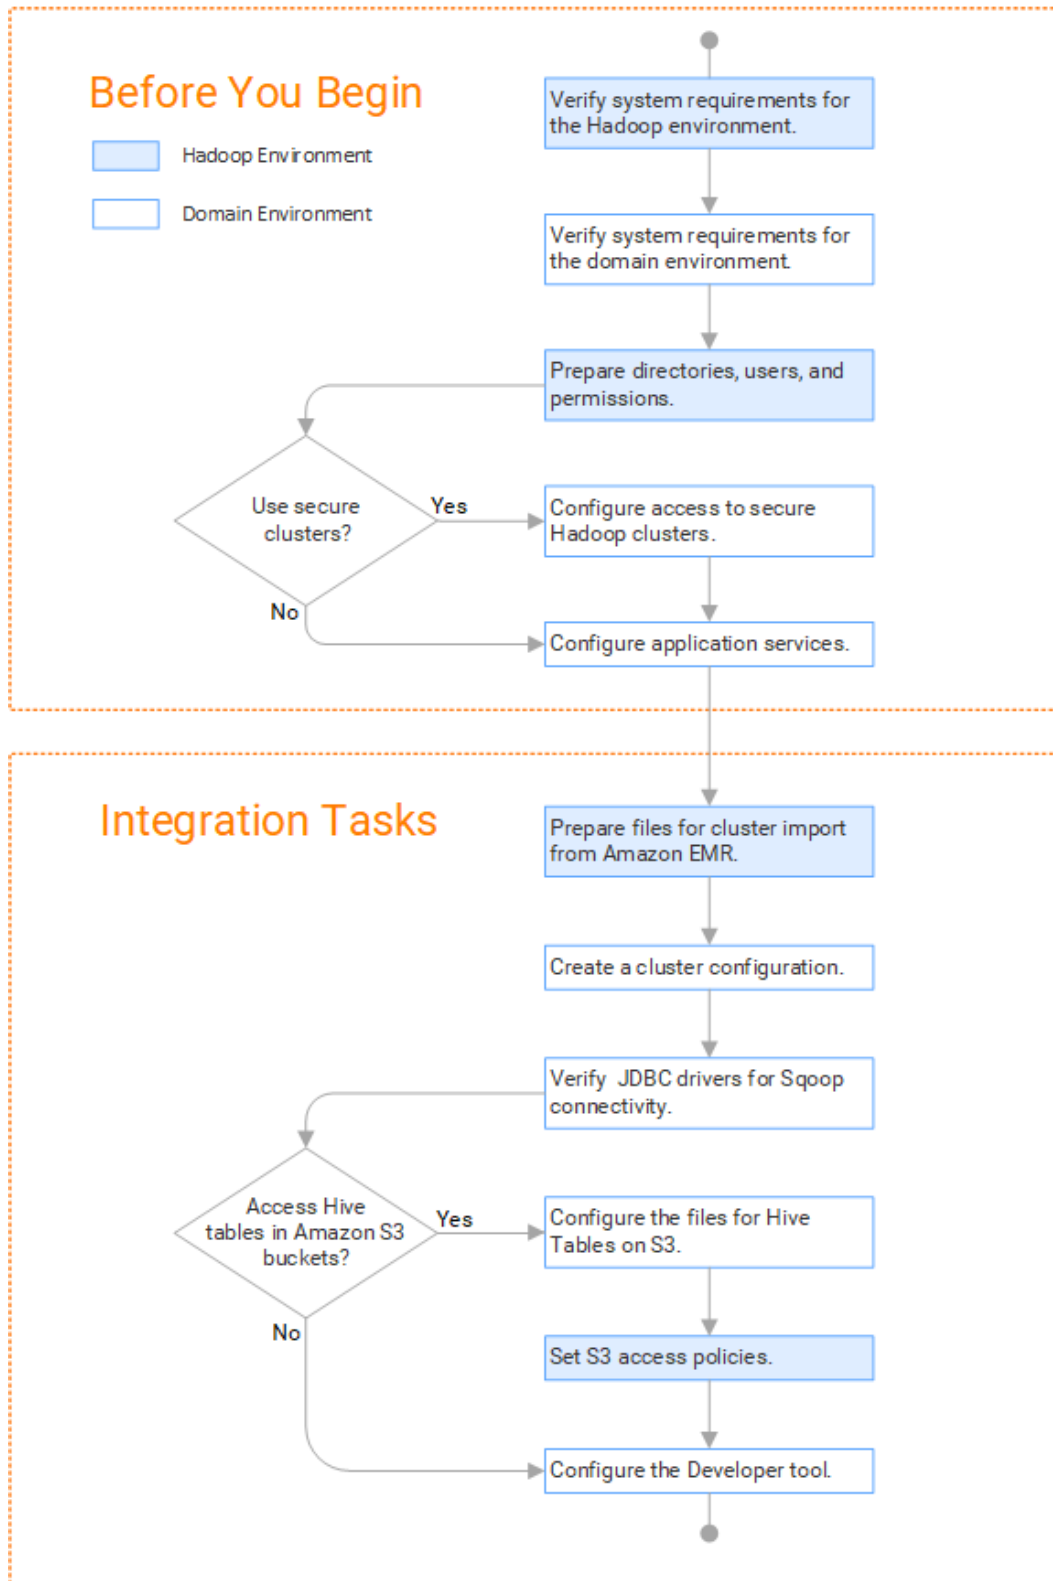 Before You Begin
Hadoop Environment
Domain Environment
Verify system requirements for
the Hadoop environment.
Verify system requirements for
the domain environment.
Prepare directories, users, and
permissions.
Use secure
clusters?
Yes
Configure access to secure
Hadoop clusters.
No
Configure application services.
Integration Tasks
Prepare files for cluster import
from Amazon EMR.
Create a cluster configuration.
Verify JDBC drivers for Sqoop
connectivity.
Access Hive
tables in Amazon S3
buckets?
Yes
Configure the files for Hive
Tables on S3.
No
Set S3 access policies.
Configure the Developer tool.